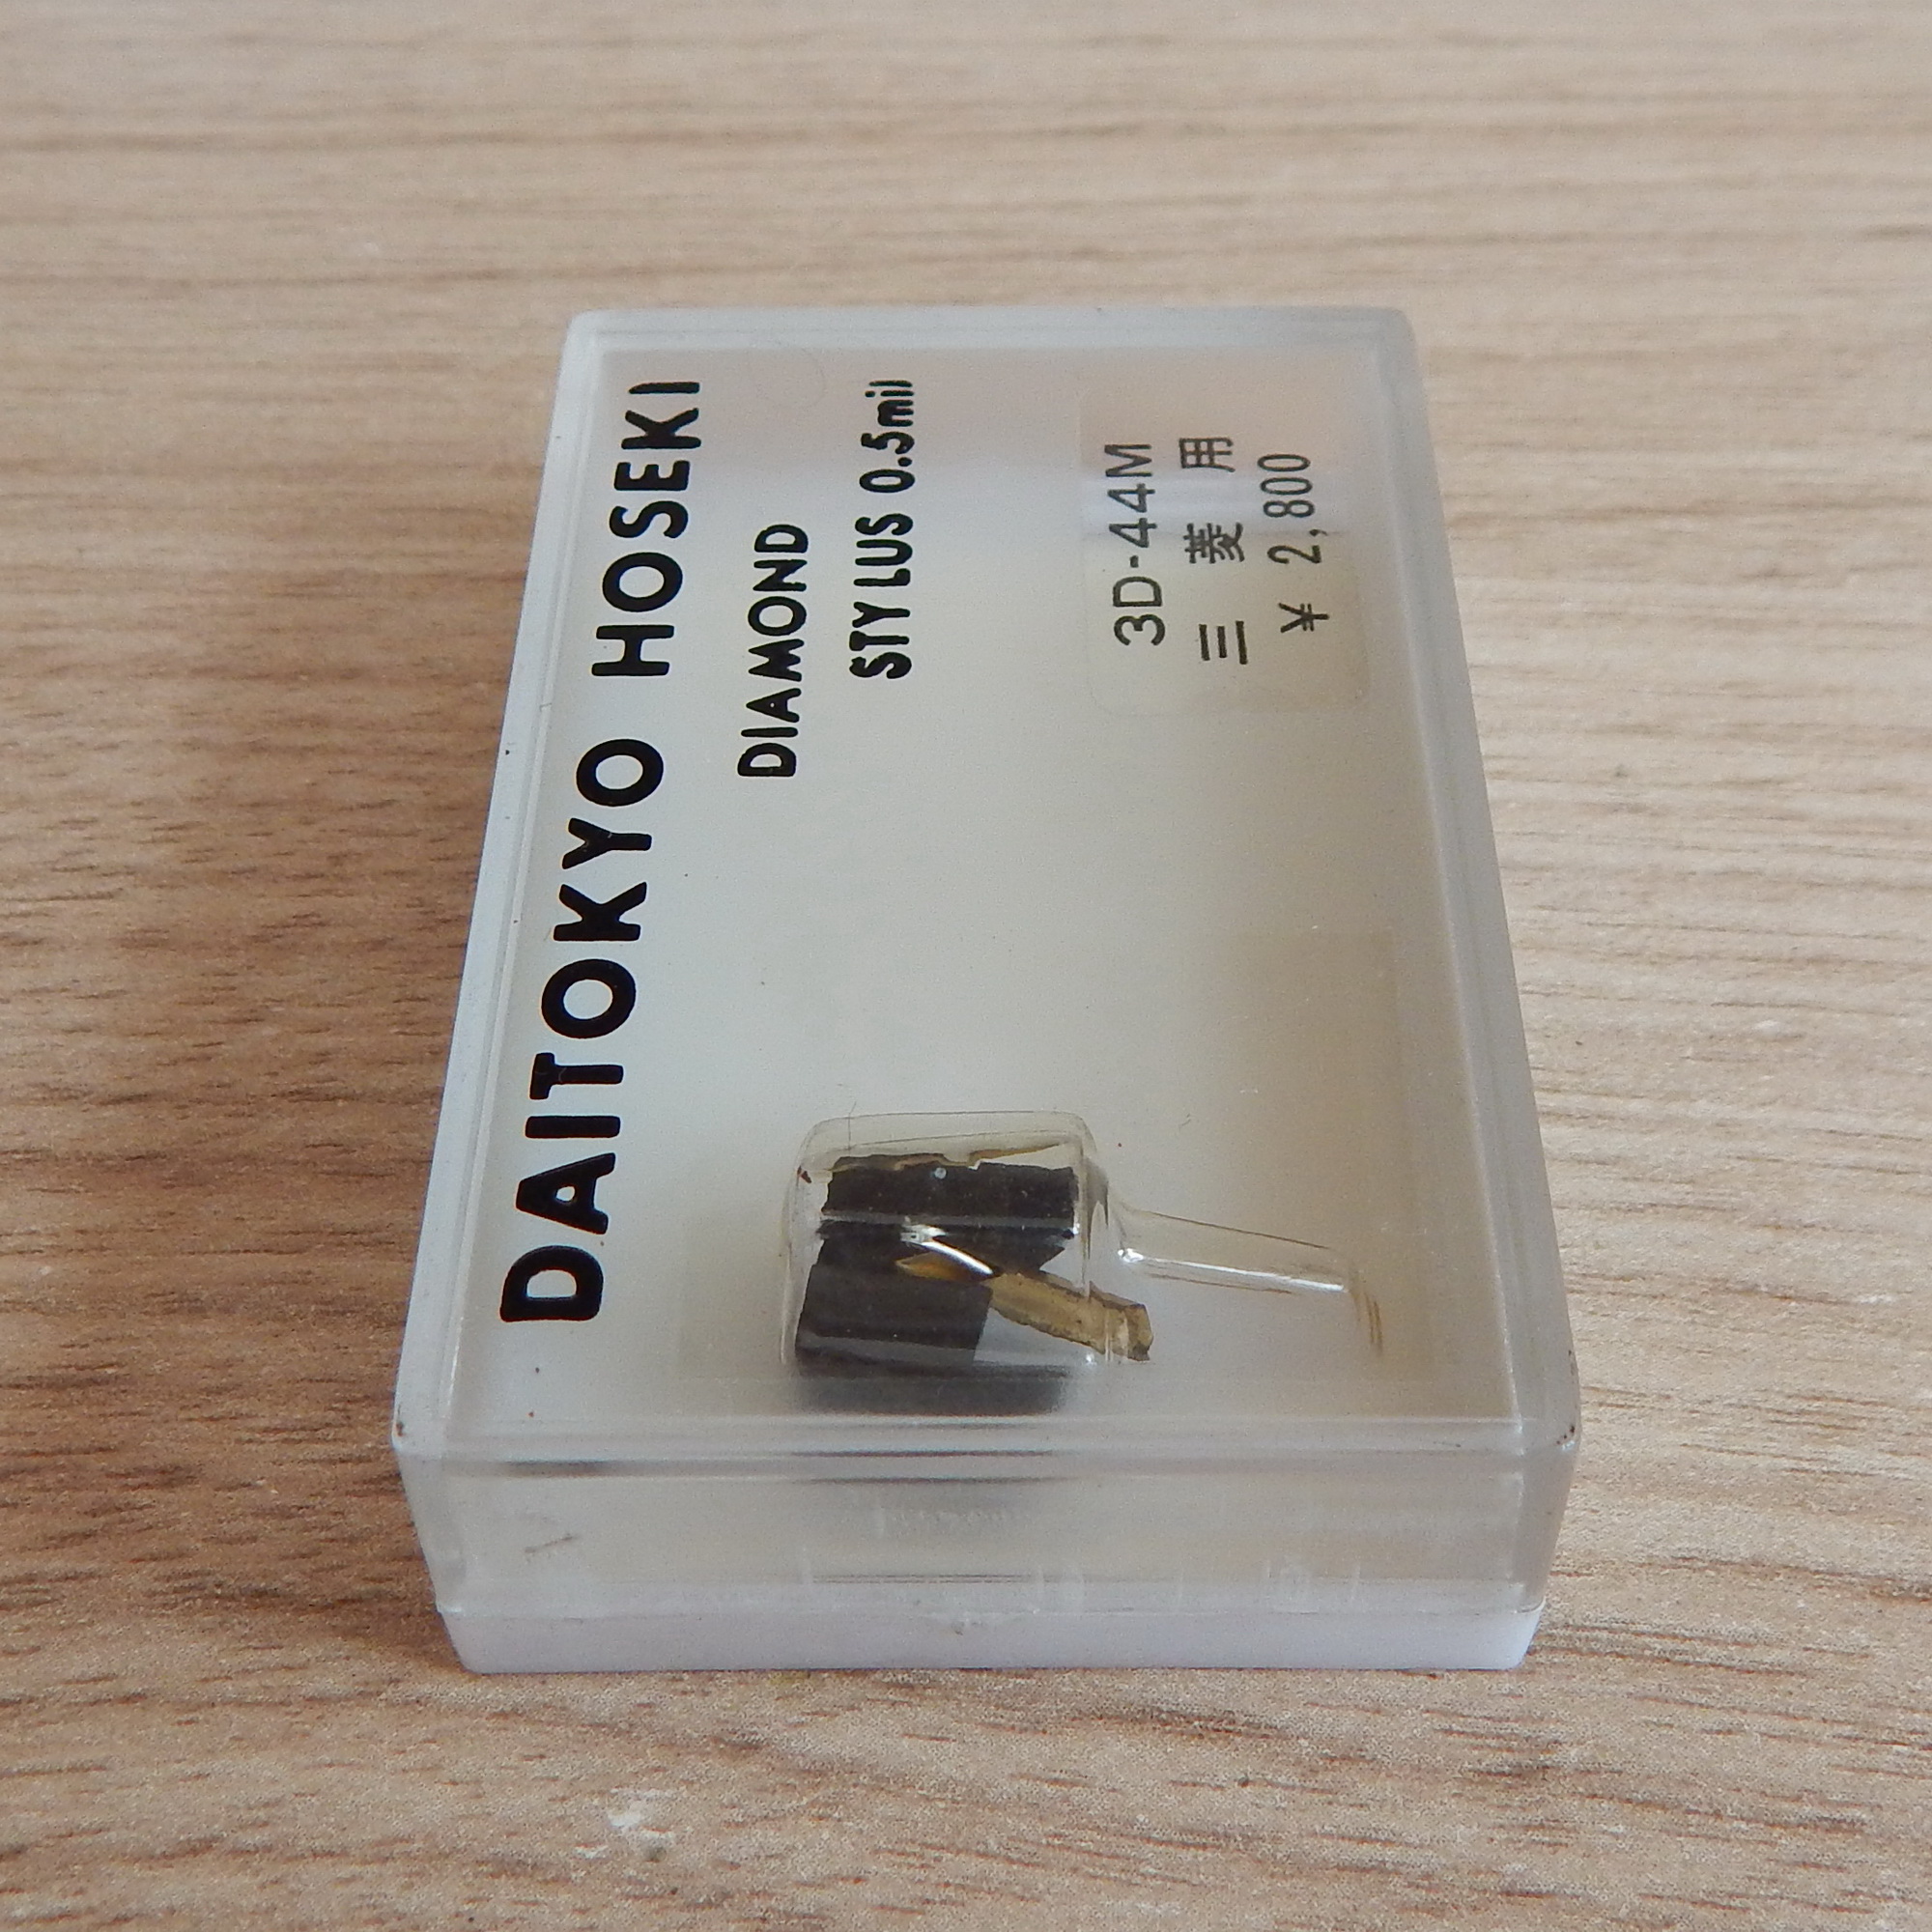 DAITOKYO HOSEKI
DIAMOND
STYLUS 0.5mil
3D-44M
三菱用
¥ 2,800